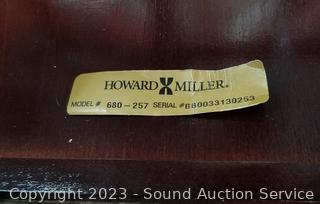 HOWARD MILLER®
MODEL # 680-257 SERIAL #BB0033130253
Copyright 2023 - Sound Auction Service